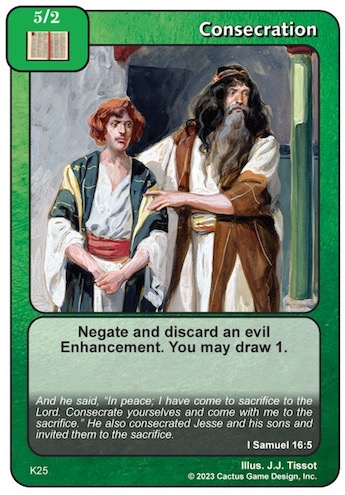 5/2
Consecration
Negate and discard an evil
Enhancement. You may draw 1.
And he said, “In peace; I have come to sacrifice to the
Lord. Consecrate yourselves and come with me to the
sacrifice.” He also consecrated Jesse and his sons and
invited them to the sacrifice.
I Samuel 16:5
Illus. J.J. Tissot
K25
© 2023 Cactus Game Design, Inc.